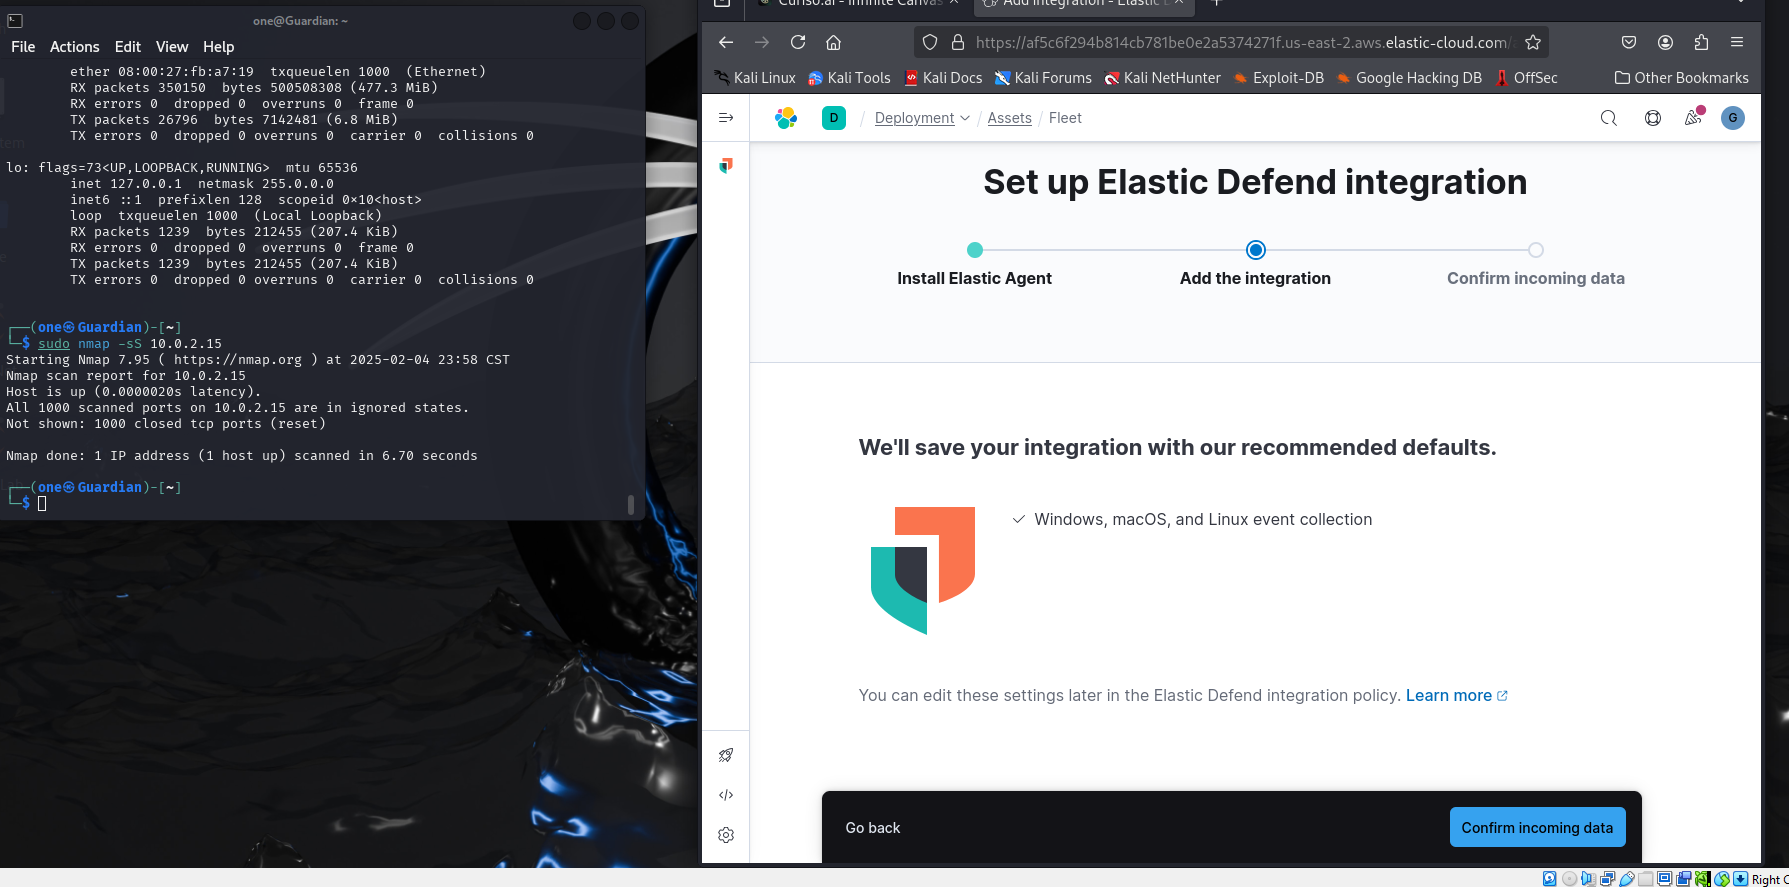 one@Guardian: ~
File Actions Edit View Help
ether 08:00:27:fb:a7:19 txqueuelen 1000 (Ethernet)
RX packets 350150 bytes 500508308 (477.3 MiB)
RX errors 0 dropped 0 overruns 0 frame 0
TX packets 26796 bytes 7142481 (6.8 MiB)
TX errors 0 dropped 0 overruns 0 carrier 0 collisions 0
lo: flags=73<UP,LOOPBACK,RUNNING> mtu 65536
inet 127.0.0.1 netmask 255.0.0.0
inet6 ::1 prefixlen 128 scopeid 0×10<host>
loop txqueuelen 1000 (Local Loopback)
RX packets 1239 bytes 212455 (207.4 KiB)
RX errors 0 dropped 0 overruns 0 frame 0
TX packets 1239 bytes 212455 (207.4 KiB)
TX errors 0 dropped 0 overruns 0 carrier 0 collisions 0
┌──(one㉿Guardian)-[~]
└─$ sudo nmap -sS 10.0.2.15
Starting Nmap 7.95 ( https://nmap.org ) at 2025-02-04 23:58 CST
Nmap scan report for 10.0.2.15
Host is up (0.0000020s latency).
All 1000 scanned ports on 10.0.2.15 are in ignored states.
Not shown: 1000 closed tcp ports (reset)
Nmap done: 1 IP address (1 host up) scanned in 6.70 seconds
┌──(one㉿Guardian)-[~]
└─$
Curiso.ai - Infinite Canvas
Add integration - Elastic
https://af5c6f294b814cb781be0e2a5374271f.us-east-2.aws.elastic-cloud.com/
Kali Linux Kali Tools Kali Docs Kali Forums Kali NetHunter Exploit-DB Google Hacking DB OffSec Other Bookmarks
D / Deployment / Assets / Fleet G
Set up Elastic Defend integration
Install Elastic Agent Add the integration Confirm incoming data
We'll save your integration with our recommended defaults.
Windows, macOS, and Linux event collection
You can edit these settings later in the Elastic Defend integration policy. Learn more
Go back Confirm incoming data
Right